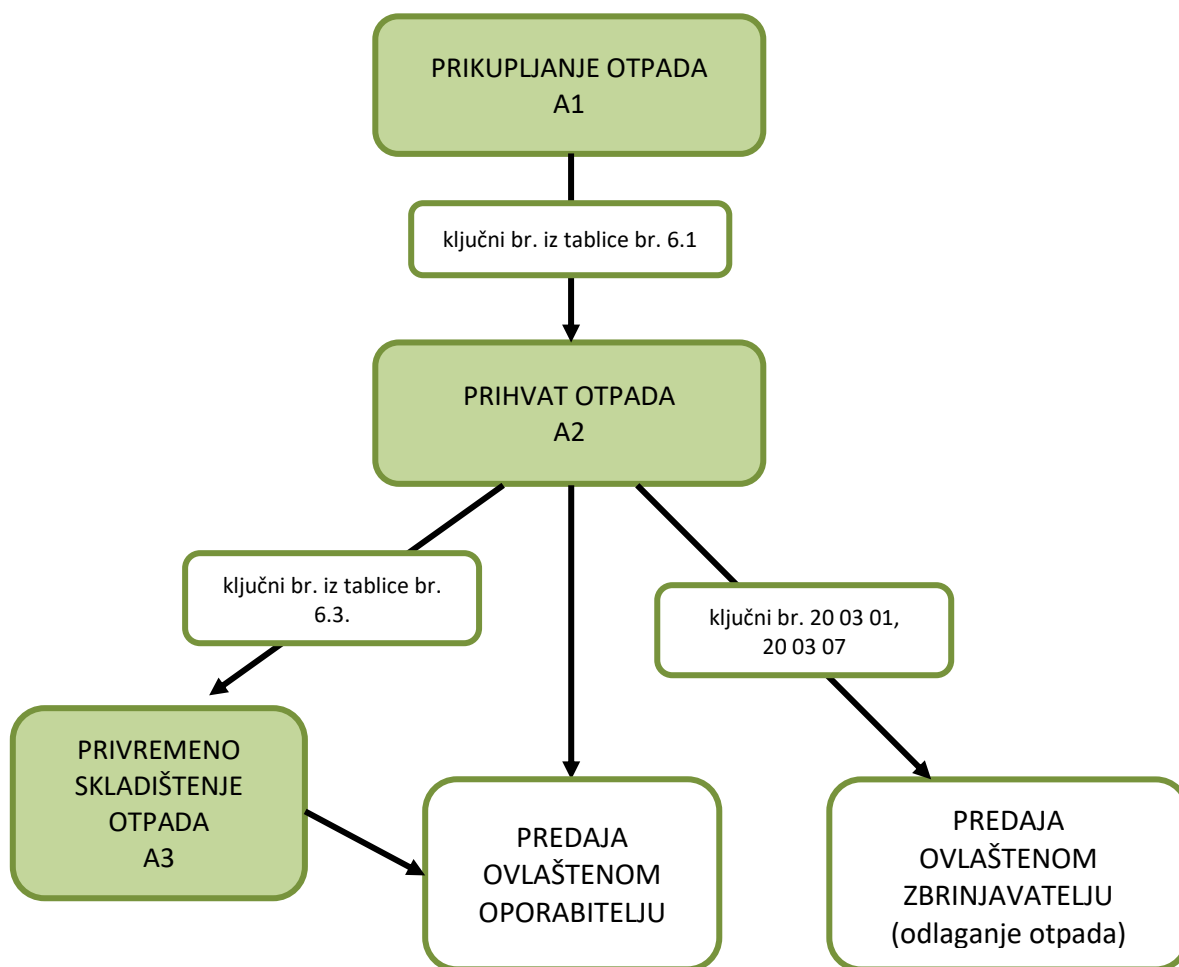 PRIKUPLJANJE OTPADA
A1
ključni br. iz tablice br. 6.1
PRIHVAT OTPADA
A2
ključni br. iz tablice br.
6.3.
ključni br. 20 03 01,
20 03 07
PRIVREMENO
SKLADIŠTENJE
OTPADA
A3
PREDAJA
OVLAŠTENOM
OPORABITELJU
PREDAJA
OVLAŠTENOM
ZBRINJAVATELJU
(odlaganje otpada)